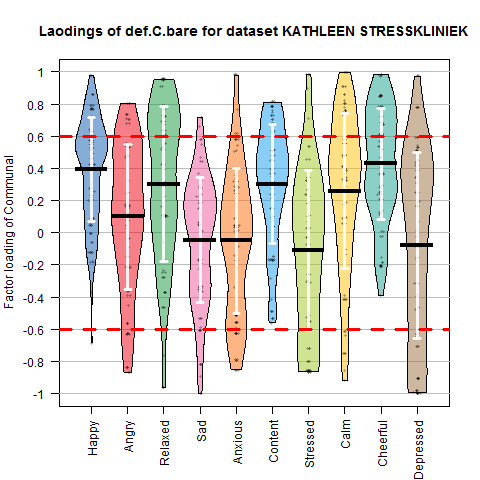 Laodings of def.C.bare for dataset KATHLEEN STRESSKLINIEK
Factor loading of Communal
1
0.8
0.6
0.4
0.2
0
-0.2
-0.4
-0.6
-0.8
-1
Happy
Angry
Relaxed
Sad
Anxious
Content
Stressed
Calm
Cheerful
Depressed